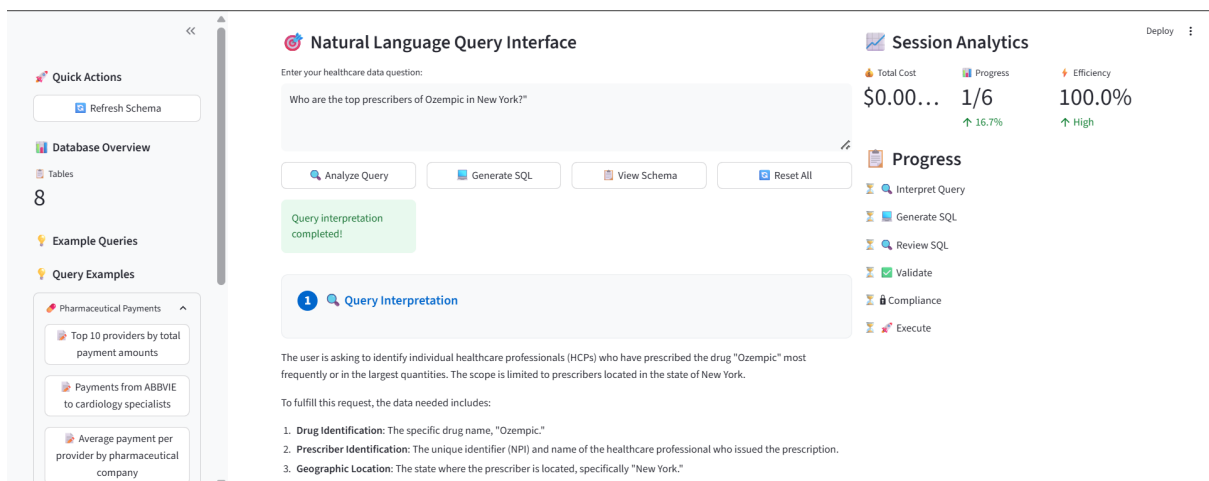 Quick Actions
Refresh Schema
Database Overview
Tables
8
Example Queries
Query Examples
Pharmaceutical Payments
Top 10 providers by total
payment amounts
Payments from ABBVIE
to cardiology specialists
Average payment per
provider by pharmaceutical
company
Natural Language Query Interface
Enter your healthcare data question:
Who are the top prescribers of Ozempic in New York?"
Analyze Query
Generate SQL
View Schema
Reset All
Query interpretation
completed!
1 Query Interpretation
The user is asking to identify individual healthcare professionals (HCPs) who have prescribed the drug "Ozempic" most
frequently or in the largest quantities. The scope is limited to prescribers located in the state of New York.
To fulfill this request, the data needed includes:
1. Drug Identification: The specific drug name, "Ozempic."
2. Prescriber Identification: The unique identifier (NPI) and name of the healthcare professional who issued the prescription.
3. Geographic Location: The state where the prescriber is located, specifically "New York."
Deploy
Session Analytics
Total Cost
$0.00...
Progress
1/6
↑ 16.7%
Efficiency
100.0%
↑ High
Progress
Interpret Query
Generate SQL
Review SQL
Validate
Compliance
Execute